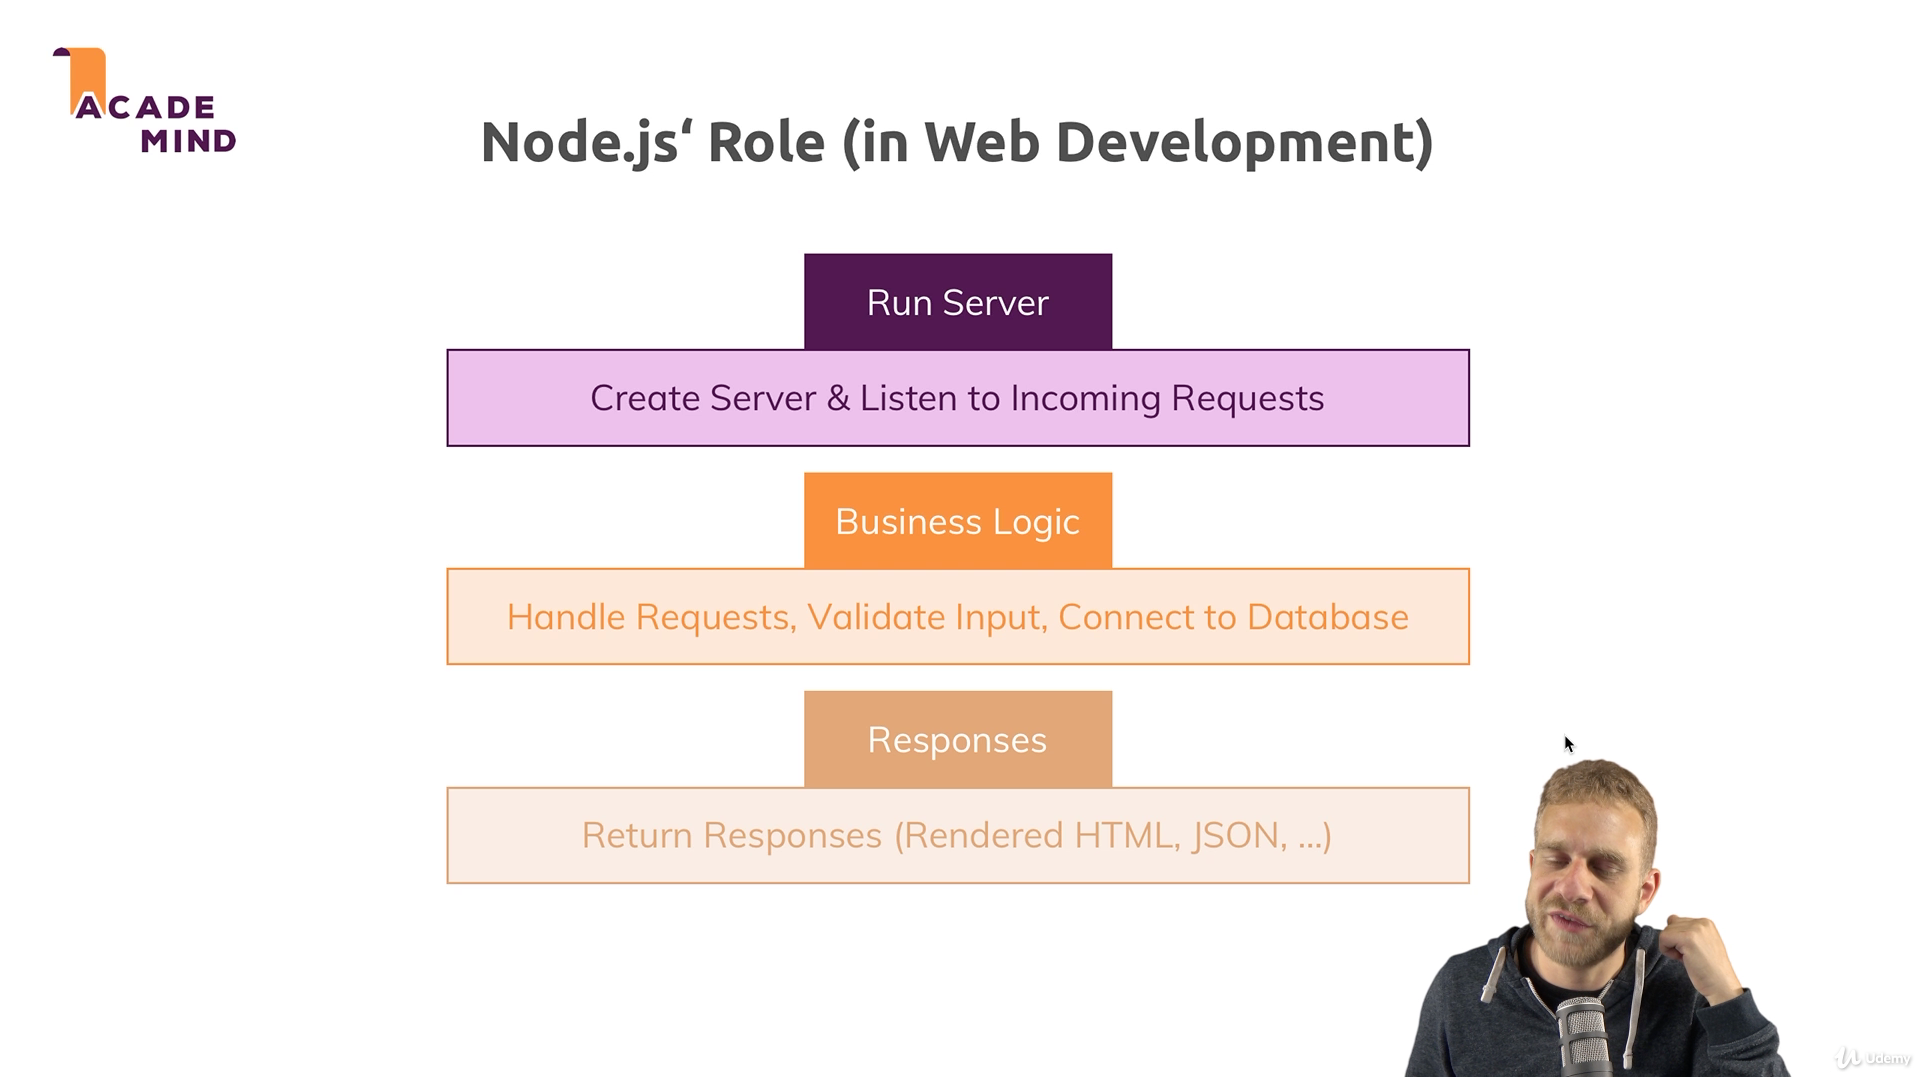 ACADE
MIND
Node.js‘ Role (in Web Development)
Run Server
Create Server & Listen to Incoming Requests
Business Logic
Handle Requests, Validate Input, Connect to Database
Responses
Return Responses (Rendered HTML, JSON, ...)
Udemy